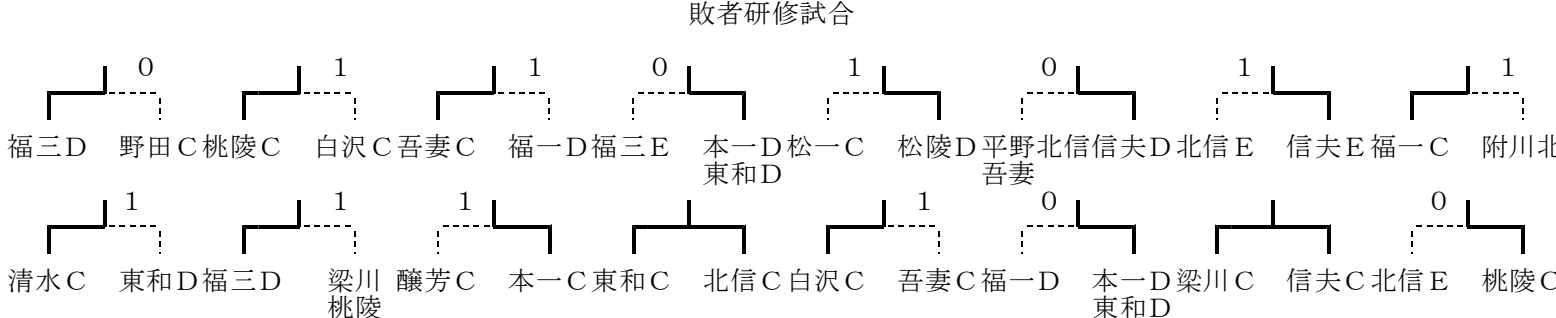 敗者研修試合
0 1 1 0 1 0 1 1
福三D 野田C 桃陵C 白沢C 吾妻C 福一D 福三E 本一D 松一C 松陵D 平野北信 信夫D 北信E 信夫E 福一C 附川北
東和D 吾妻
1 1 1 1 0 0
清水C 東和D 福三D 梁川 醸芳C 本一C 東和C 北信C 白沢C 吾妻C 福一D 本一D 梁川C 信夫C 北信E 桃陵C
桃陵 東和D